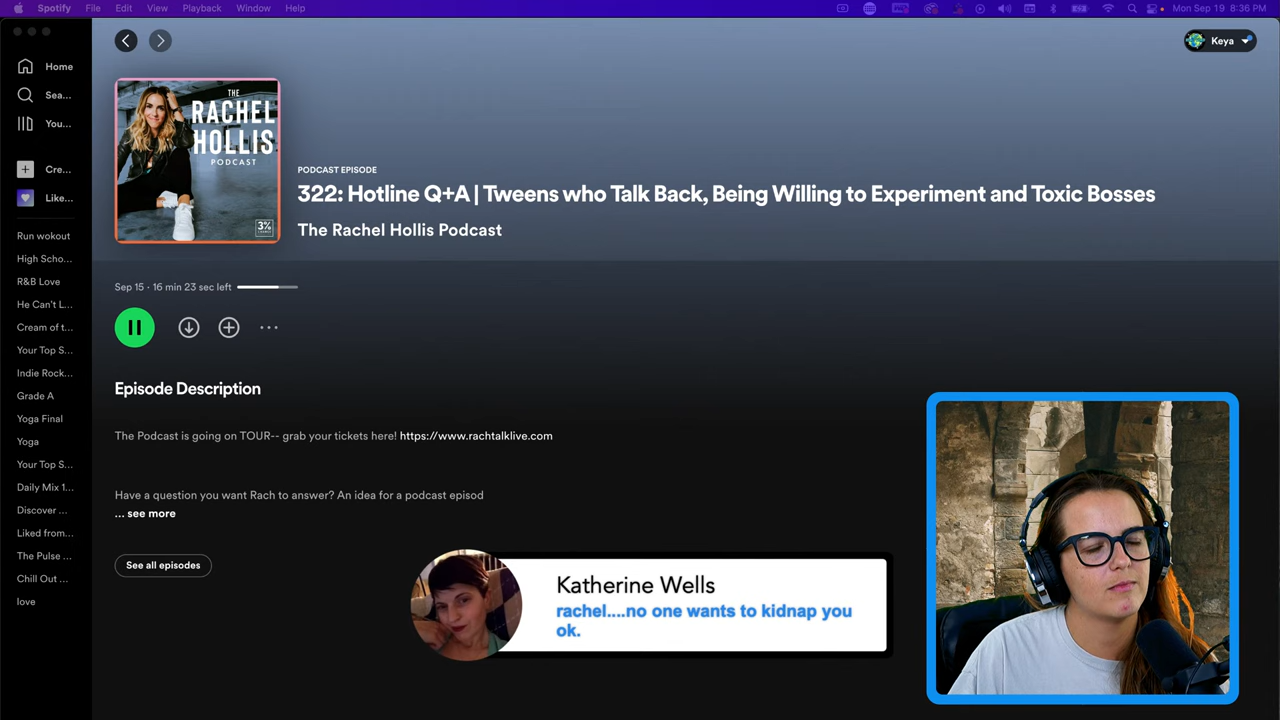 Spotify File Edit View Playback Window Help Mon Sep 19 8:36 PM
Keya
Home
Sea...
You...
Cre...
Like...
Run wokout
High Scho...
R&B Love
He Can't L...
Cream of t...
Your Top S...
Indie Rock...
Grade A
Yoga Final
Yoga
Your Top S...
Daily Mix 1...
Discover ...
Liked from...
The Pulse ...
Chill Out ...
love
THE
RACHEL
HOLLIS
PODCAST
3%
PODCAST EPISODE
322: Hotline Q+A | Tweens who Talk Back, Being Willing to Experiment and Toxic Bosses
The Rachel Hollis Podcast
Sep 15 · 16 min 23 sec left
Episode Description
The Podcast is going on TOUR-- grab your tickets here! https://www.rachtalklive.com
Have a question you want Rach to answer? An idea for a podcast episod
... see more
See all episodes
Katherine Wells
rachel....no one wants to kidnap you
ok.